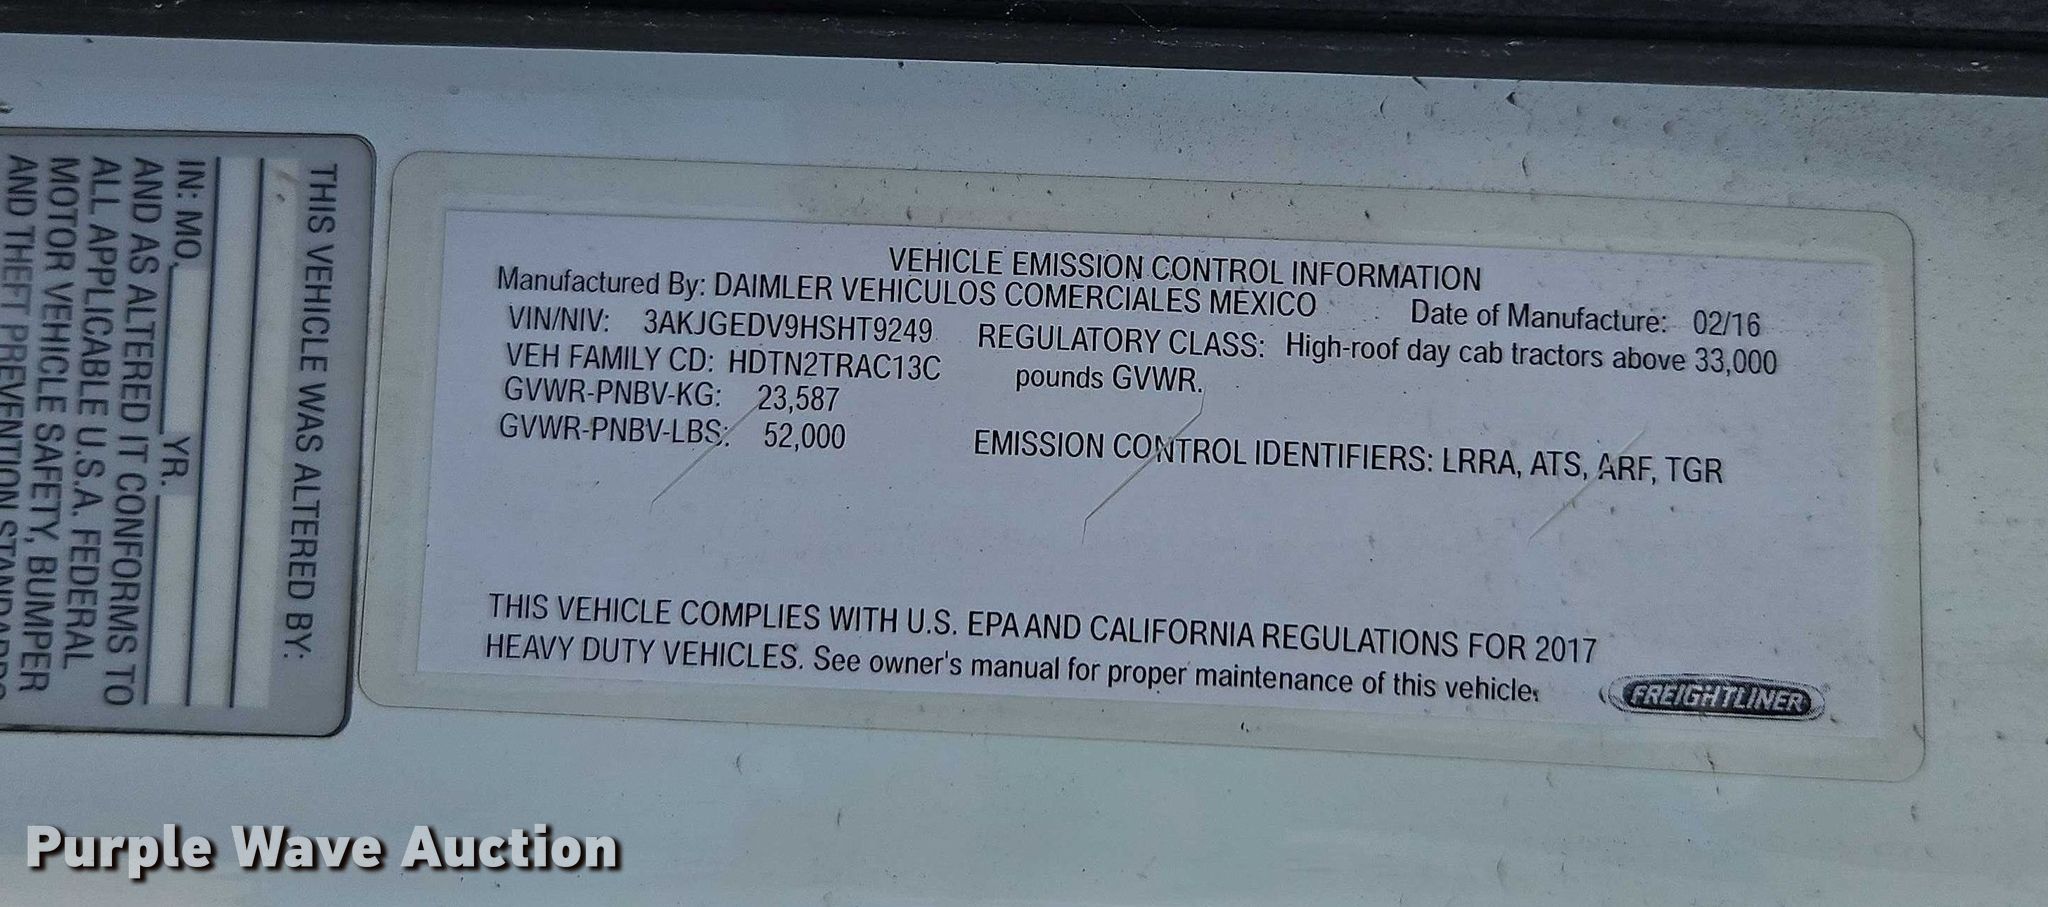 THIS VEHICLE WAS ALTERED BY:
IN: MO. YR.
AND AS ALTERED IT CONFORMS TO
ALL APPLICABLE U.S.A. FEDERAL
MOTOR VEHICLE SAFETY, BUMPER
AND THEFT PREVENTION STANDARDS
VEHICLE EMISSION CONTROL INFORMATION
Manufactured By: DAIMLER VEHICULOS COMERCIALES MEXICO Date of Manufacture: 02/16
VIN/NIV: 3AKJGEDV9HSHT9249 REGULATORY CLASS: High-roof day cab tractors above 33,000
VEH FAMILY CD: HDTN2TRAC13C pounds GVWR.
GVWR-PNBV-KG: 23,587
GVWR-PNBV-LBS: 52,000 EMISSION CONTROL IDENTIFIERS: LRRA, ATS, ARF, TGR
THIS VEHICLE COMPLIES WITH U.S. EPA AND CALIFORNIA REGULATIONS FOR 2017
HEAVY DUTY VEHICLES. See owner's manual for proper maintenance of this vehicle.
FREIGHTLINER
Purple Wave Auction